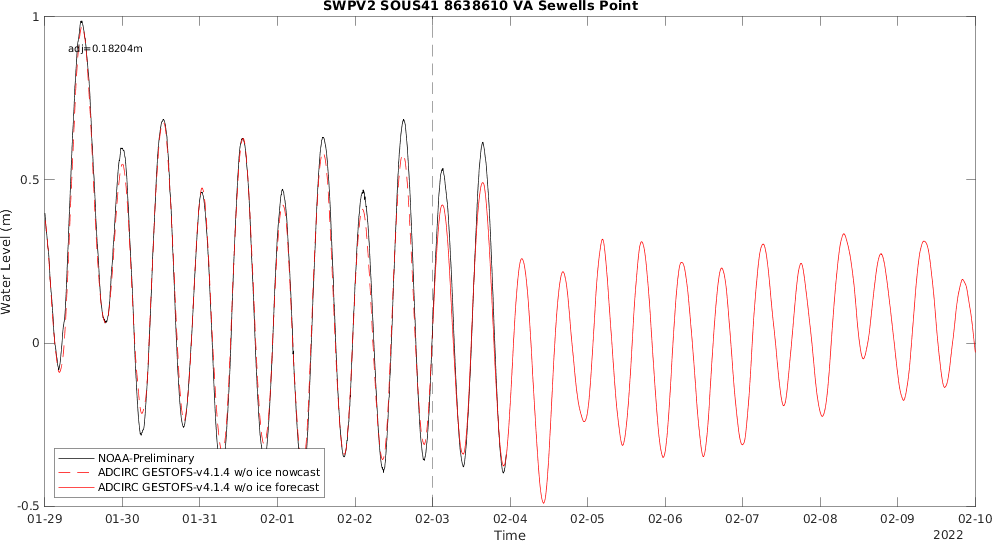 SWPV2 SOUS41 8638610 VA Sewells Point
adj=0.18204m
Water Level (m)
1
0.5
0
-0.5
NOAA-Preliminary
ADCIRC GESTOFS-v4.1.4 w/o ice nowcast
ADCIRC GESTOFS-v4.1.4 w/o ice forecast
01-29 01-30 01-31 02-01 02-02 02-03 02-04 02-05 02-06 02-07 02-08 02-09 02-10
Time
2022